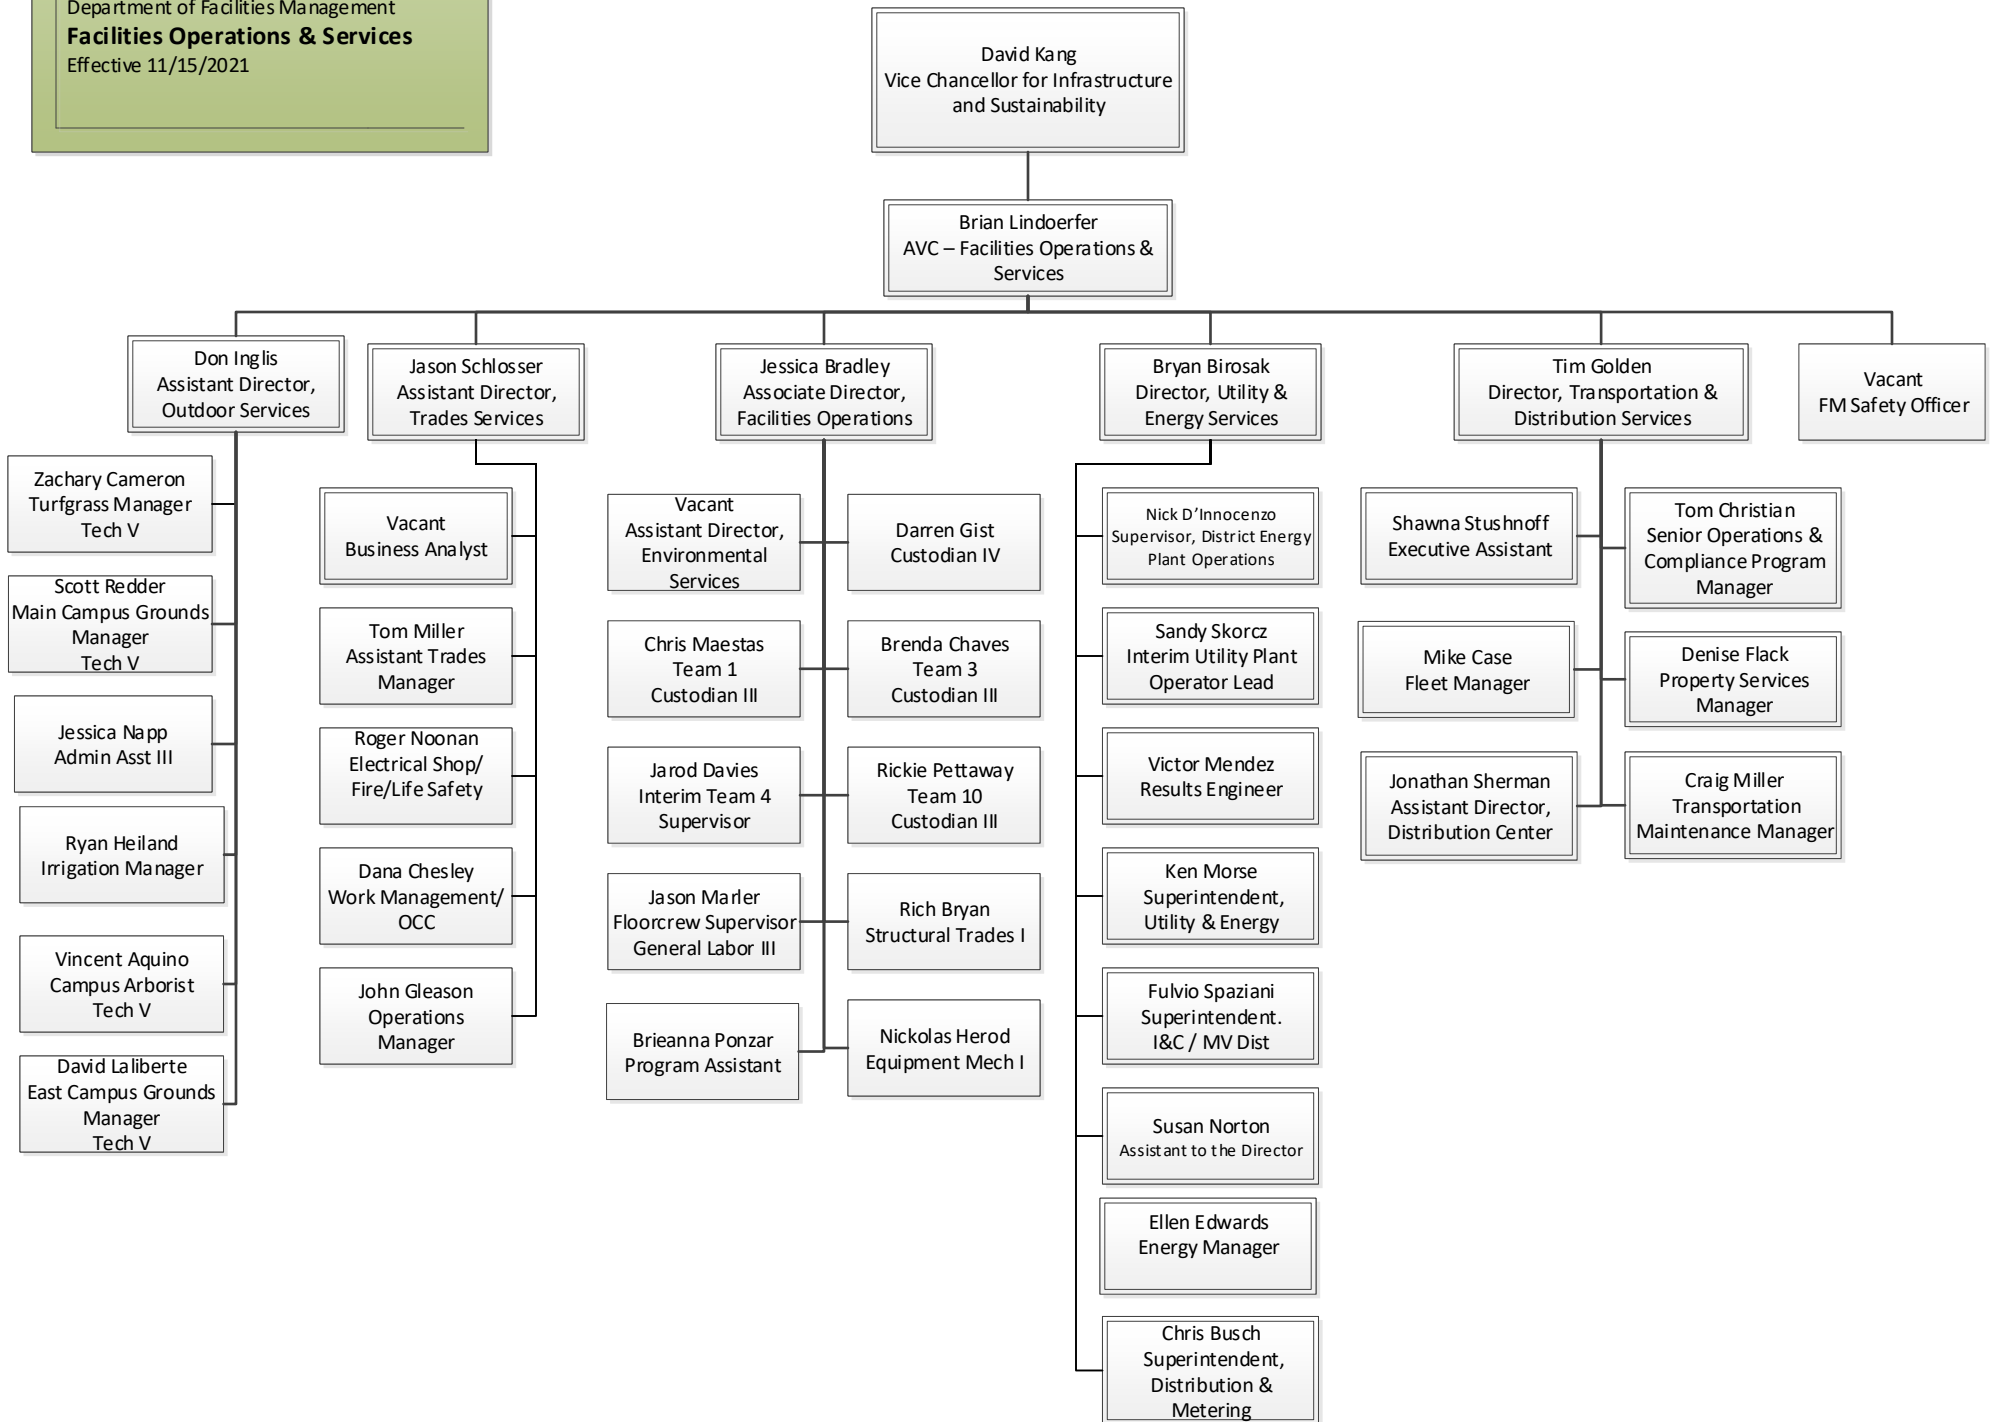 Department of Facilities Management
Facilities Operations & Services
Effective 11/15/2021
David Kang
Vice Chancellor for Infrastructure
and Sustainability
Brian Lindoerfer
AVC – Facilities Operations &
Services
Don Inglis
Assistant Director,
Outdoor Services
Jason Schlosser
Assistant Director,
Trades Services
Jessica Bradley
Associate Director,
Facilities Operations
Bryan Birosak
Director, Utility &
Energy Services
Tim Golden
Director, Transportation &
Distribution Services
Vacant
FM Safety Officer
Zachary Cameron
Turfgrass Manager
Tech V
Scott Redder
Main Campus Grounds
Manager
Tech V
Jessica Napp
Admin Asst III
Ryan Heiland
Irrigation Manager
Vincent Aquino
Campus Arborist
Tech V
David Laliberte
East Campus Grounds
Manager
Tech V
Vacant
Business Analyst
Tom Miller
Assistant Trades
Manager
Roger Noonan
Electrical Shop/
Fire/Life Safety
Dana Chesley
Work Management/
OCC
John Gleason
Operations
Manager
Vacant
Assistant Director,
Environmental
Services
Darren Gist
Custodian IV
Chris Maestas
Team 1
Custodian III
Brenda Chaves
Team 3
Custodian III
Jarod Davies
Interim Team 4
Supervisor
Rickie Pettaway
Team 10
Custodian III
Jason Marler
Floorcrew Supervisor
General Labor III
Rich Bryan
Structural Trades I
Brieanna Ponzar
Program Assistant
Nickolas Herod
Equipment Mech I
Nick D’Innocenzo
Supervisor, District Energy
Plant Operations
Sandy Skorcz
Interim Utility Plant
Operator Lead
Victor Mendez
Results Engineer
Ken Morse
Superintendent,
Utility & Energy
Fulvio Spaziani
Superintendent.
I&C / MV Dist
Susan Norton
Assistant to the Director
Ellen Edwards
Energy Manager
Chris Busch
Superintendent,
Distribution &
Metering
Shawna Stushnoff
Executive Assistant
Tom Christian
Senior Operations &
Compliance Program
Manager
Mike Case
Fleet Manager
Denise Flack
Property Services
Manager
Jonathan Sherman
Assistant Director,
Distribution Center
Craig Miller
Transportation
Maintenance Manager